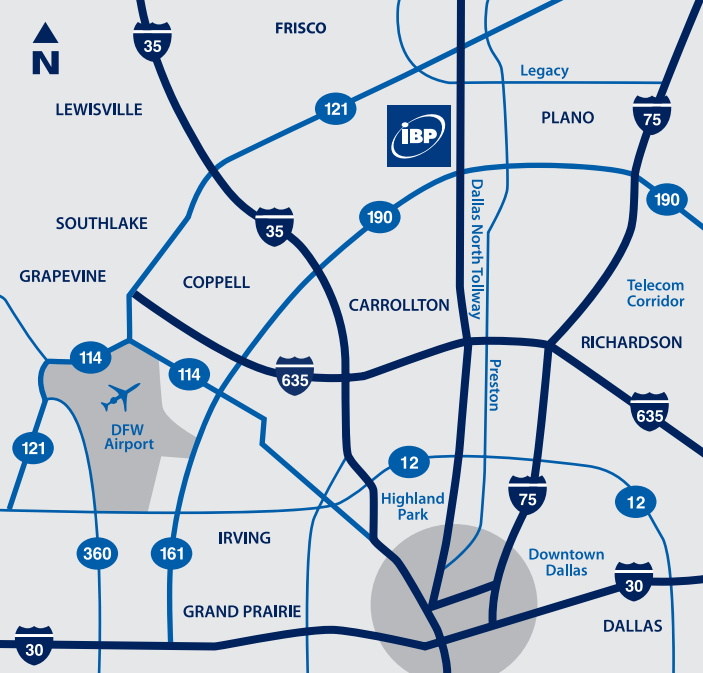 FRISCO
35
N
Legacy
LEWISVILLE
121
75
PLANO
iBP
190
190
Dallas North Tollway
SOUTHLAKE
35
GRAPEVINE
COPPELL
CARROLLTON
Telecom
Corridor
RICHARDSON
114
114
635
Preston
635
DFW
Airport
121
12
75
12
Highland
Park
IRVING
360
161
Downtown
Dallas
30
GRAND PRAIRIE
DALLAS
30